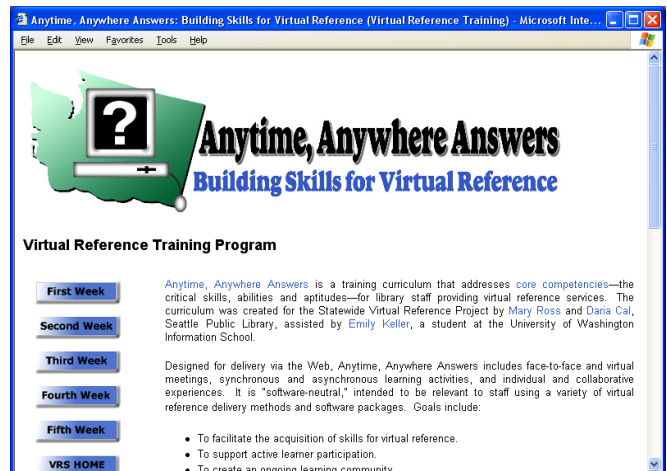 Anytime, Anywhere Answers: Building Skills for Virtual Reference (Virtual Reference Training) - Microsoft Inte...
File Edit View Favorites Tools Help
?
Anytime, Anywhere Answers
Building Skills for Virtual Reference
Virtual Reference Training Program
First Week
Second Week
Third Week
Fourth Week
Fifth Week
VRS HOME
Anytime, Anywhere Answers is a training curriculum that addresses core competencies—the
critical skills, abilities and aptitudes—for library staff providing virtual reference services. The
curriculum was created for the Statewide Virtual Reference Project by Mary Ross and Daria Cal,
Seattle Public Library, assisted by Emily Keller, a student at the University of Washington
Information School.
Designed for delivery via the Web, Anytime, Anywhere Answers includes face-to-face and virtual
meetings, synchronous and asynchronous learning activities, and individual and collaborative
experiences. It is "software-neutral," intended to be relevant to staff using a variety of virtual
reference delivery methods and software packages. Goals include:
• To facilitate the acquisition of skills for virtual reference.
• To support active learner participation.
• To create an ongoing learning community.